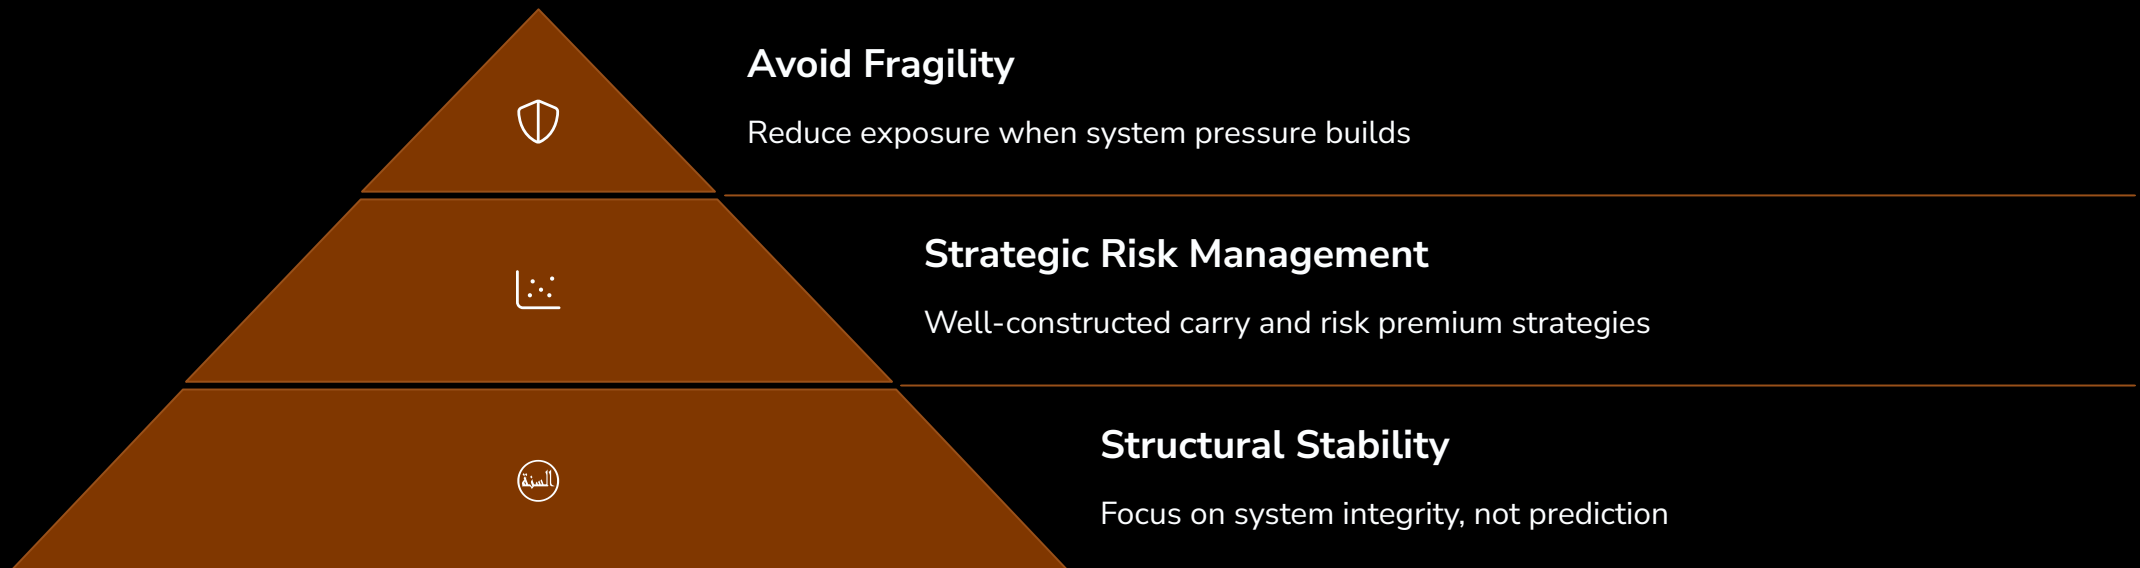 Avoid Fragility
Reduce exposure when system pressure builds
Strategic Risk Management
Well-constructed carry and risk premium strategies
السنة
Structural Stability
Focus on system integrity, not prediction